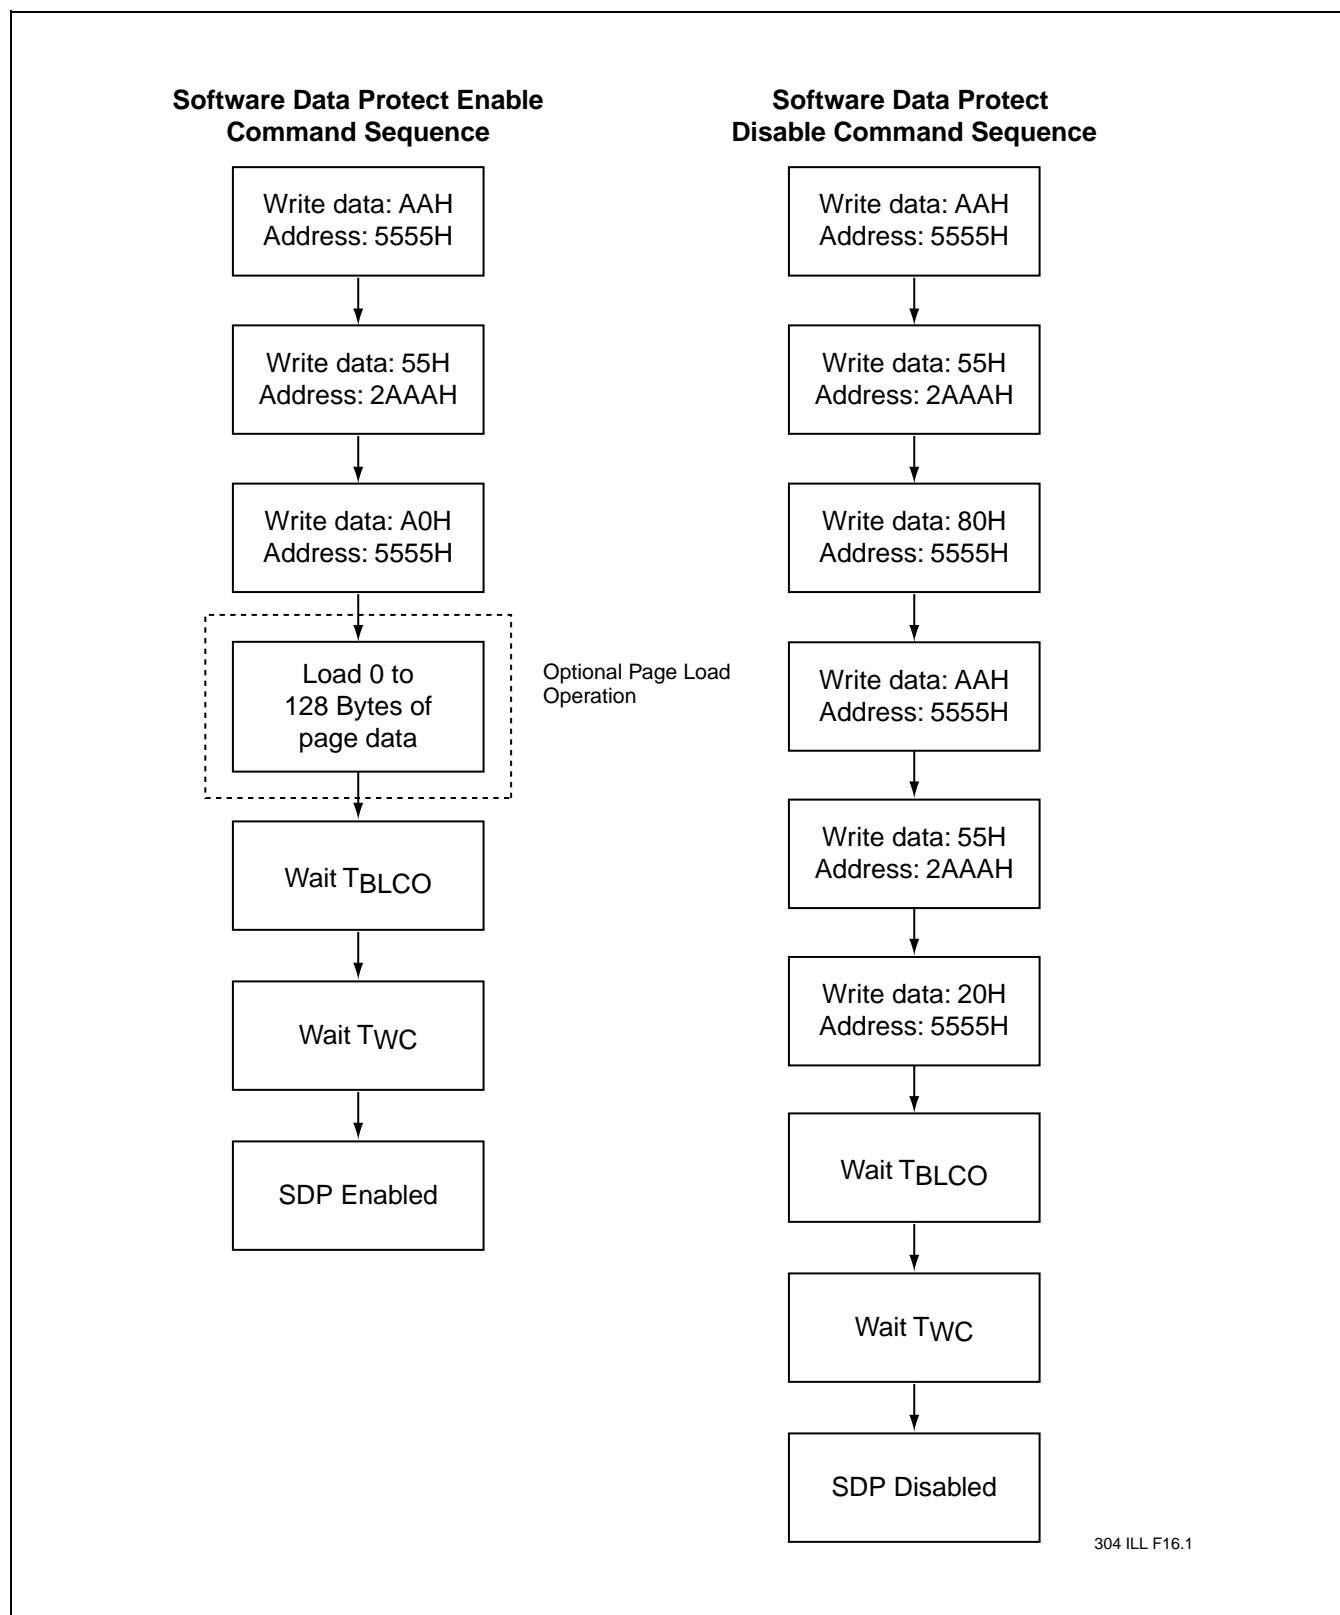 Software Data Protect Enable
Command Sequence
Write data: AAH
Address: 5555H
Write data: 55H
Address: 2AAAH
Write data: A0H
Address: 5555H
Load 0 to
128 Bytes of
page data
Optional Page Load
Operation
Wait TBLCO
Wait TWC
SDP Enabled
Software Data Protect
Disable Command Sequence
Write data: AAH
Address: 5555H
Write data: 55H
Address: 2AAAH
Write data: 80H
Address: 5555H
Write data: AAH
Address: 5555H
Write data: 55H
Address: 2AAAH
Write data: 20H
Address: 5555H
Wait TBLCO
Wait TWC
SDP Disabled
304 ILL F16.1